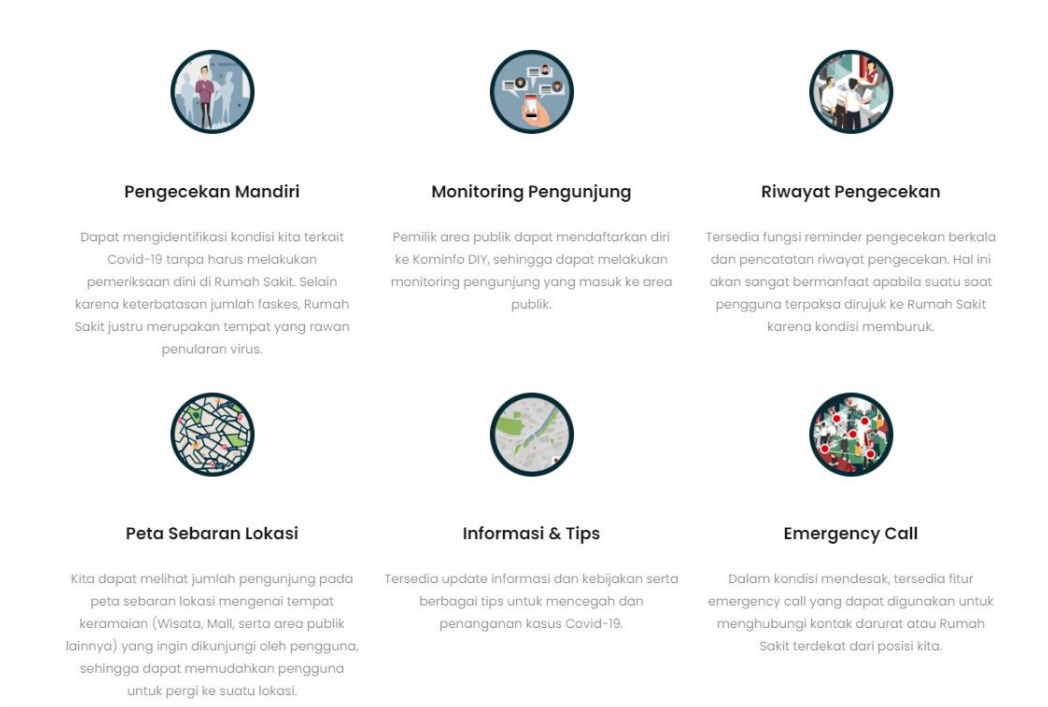 Pengecekan Mandiri
Dapat mengidentifikasi kondisi kita terkait
Covid-19 tanpa harus melakukan
pemeriksaan dini di Rumah Sakit. Selain
karena keterbatasan jumlah faskes, Rumah
Sakit justru merupakan tempat yang rawan
penularan virus.
Monitoring Pengunjung
Pemilik area publik dapat mendaftarkan diri
ke Kominfo DIY, sehingga dapat melakukan
monitoring pengunjung yang masuk ke area
publik.
Riwayat Pengecekan
Tersedia fungsi reminder pengecekan berkala
dan pencatatan riwayat pengecekan. Hal ini
akan sangat bermanfaat apabila suatu saat
pengguna terpaksa dirujuk ke Rumah Sakit
karena kondisi memburuk.
Peta Sebaran Lokasi
Kita dapat melihat jumlah pengunjung pada
peta sebaran lokasi mengenai tempat
keramaian (Wisata, Mall, serta area publik
lainnya) yang ingin dikunjungi oleh pengguna,
sehingga dapat memudahkan pengguna
untuk pergi ke suatu lokasi.
Informasi & Tips
Tersedia update informasi dan kebijakan serta
berbagai tips untuk mencegah dan
penanganan kasus Covid-19.
Emergency Call
Dalam kondisi mendesak, tersedia fitur
emergency call yang dapat digunakan untuk
menghubungi kontak darurat atau Rumah
Sakit terdekat dari posisi kita.